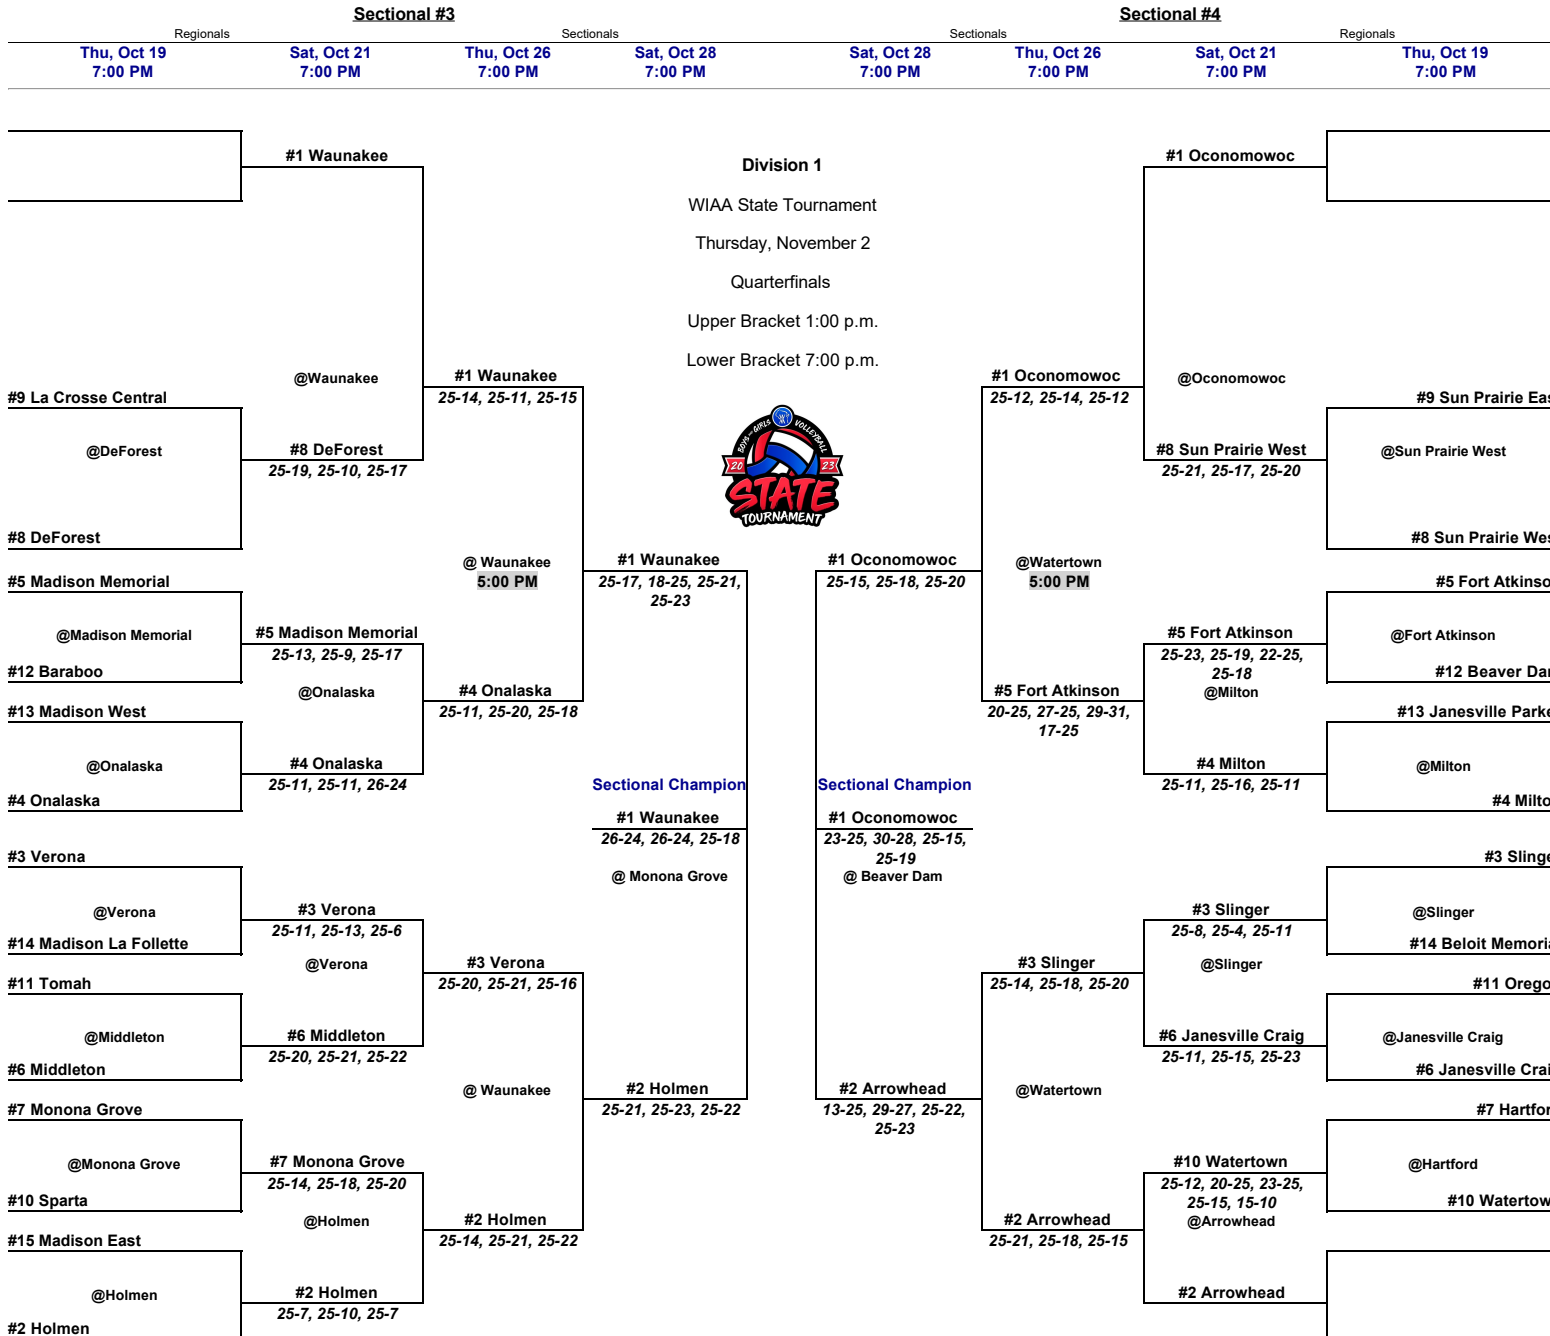 Sectional #3
Sectional #4
Regionals
Sectionals
Sectionals
Regionals
Thu, Oct 19
7:00 PM
Sat, Oct 21
7:00 PM
Thu, Oct 26
7:00 PM
Sat, Oct 28
7:00 PM
Sat, Oct 28
7:00 PM
Thu, Oct 26
7:00 PM
Sat, Oct 21
7:00 PM
Thu, Oct 19
7:00 PM
#1 Waunakee
@Waunakee
#9 La Crosse Central
@DeForest
#8 DeForest
25-19, 25-10, 25-17
#8 DeForest
#1 Waunakee
25-14, 25-11, 25-15
@ Waunakee
5:00 PM
#5 Madison Memorial
@Madison Memorial
#12 Baraboo
#5 Madison Memorial
25-13, 25-9, 25-17
@Onalaska
#13 Madison West
@Onalaska
#4 Onalaska
#4 Onalaska
25-11, 25-11, 26-24
#4 Onalaska
25-11, 25-20, 25-18
#1 Waunakee
25-17, 18-25, 25-21,
25-23
Sectional Champion
#1 Waunakee
26-24, 26-24, 25-18
@ Monona Grove
#3 Verona
@Verona
#14 Madison La Follette
#3 Verona
25-11, 25-13, 25-6
@Verona
#11 Tomah
@Middleton
#6 Middleton
#6 Middleton
25-20, 25-21, 25-22
#3 Verona
25-20, 25-21, 25-16
@ Waunakee
#2 Holmen
25-21, 25-23, 25-22
#7 Monona Grove
@Monona Grove
#10 Sparta
#7 Monona Grove
25-14, 25-18, 25-20
@Holmen
#2 Holmen
25-14, 25-21, 25-22
#15 Madison East
@Holmen
#2 Holmen
#2 Holmen
25-7, 25-10, 25-7
Division 1
WIAA State Tournament
Thursday, November 2
Quarterfinals
Upper Bracket 1:00 p.m.
Lower Bracket 7:00 p.m.
BOYS and GIRLS VOLLEYBALL
20 23
STATE
TOURNAMENT
#1 Oconomowoc
@Oconomowoc
#9 Sun Prairie Eas
@Sun Prairie West
#8 Sun Prairie West
25-21, 25-17, 25-20
#8 Sun Prairie Wes
#1 Oconomowoc
25-12, 25-14, 25-12
@Watertown
5:00 PM
#1 Oconomowoc
25-15, 25-18, 25-20
#5 Fort Atkinso
@Fort Atkinson
#12 Beaver Da
#5 Fort Atkinson
25-23, 25-19, 22-25,
25-18
@Milton
#5 Fort Atkinson
20-25, 27-25, 29-31,
17-25
#13 Janesville Parke
@Milton
#4 Milto
#4 Milton
25-11, 25-16, 25-11
Sectional Champion
#1 Oconomowoc
23-25, 30-28, 25-15,
25-19
@ Beaver Dam
#3 Slinge
@Slinger
#14 Beloit Memoria
#3 Slinger
25-8, 25-4, 25-11
@Slinger
#3 Slinger
25-14, 25-18, 25-20
#11 Orego
@Janesville Craig
#6 Janesville Crai
#6 Janesville Craig
25-11, 25-15, 25-23
@Watertown
#2 Arrowhead
13-25, 29-27, 25-22,
25-23
#7 Hartfor
@Hartford
#10 Watertow
#10 Watertown
25-12, 20-25, 23-25,
25-15, 15-10
@Arrowhead
#2 Arrowhead
25-21, 25-18, 25-15
#2 Arrowhead